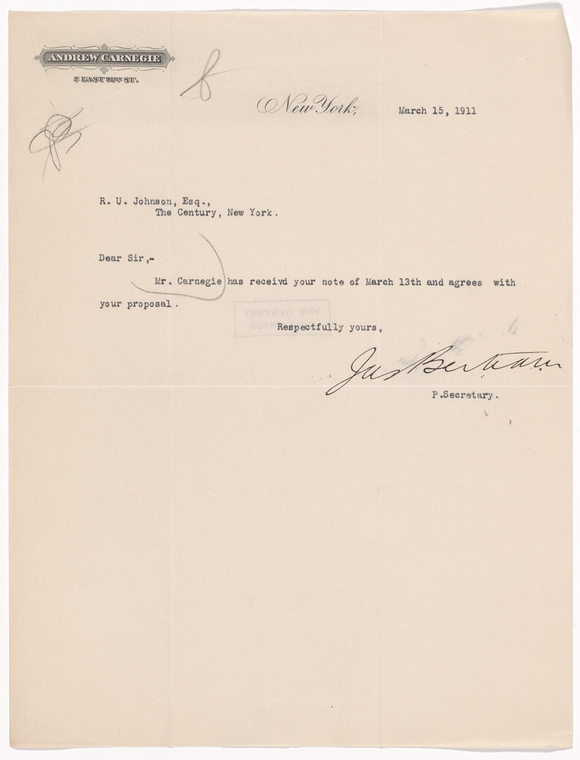 ANDREW CARNEGIE
2 EAST 91ST ST.
New York,
March 15, 1911
R. U. Johnson, Esq.,
The Century, New York.
Dear Sir,-
Mr. Carnegie has receivd your note of March 13th and agrees with
your proposal.
THE CENTURY
Respectfully yours,
Jas Bertram
P.Secretary.